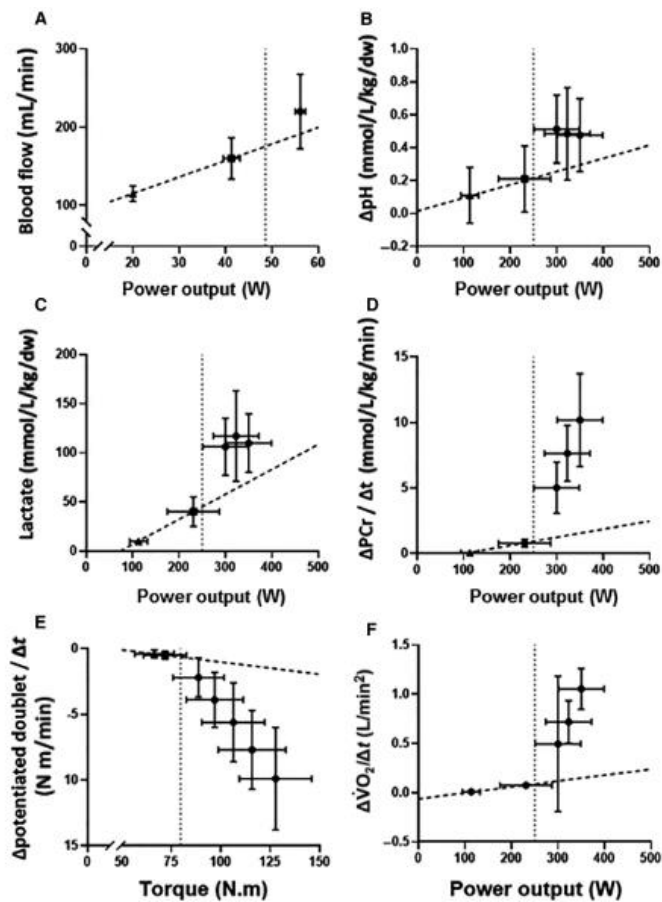 A
Blood flow (mL/min)
300
200
100
0
0 20 30 40 50 60
Power output (W)
B
ΔpH (mmol/L/kg/dw)
1.0
0.8
0.6
0.4
0.2
0.0
−0.2
0 100 200 300 400 500
Power output (W)
C
Lactate (mmol/L/kg/dw)
200
150
100
50
0
0 100 200 300 400 500
Power output (W)
D
ΔPCr / Δt (mmol/L/kg/min)
15
10
5
0
0 100 200 300 400 500
Power output (W)
E
Δpotentiated doublet / Δt
(N m/min)
0
-5
10
15
50 75 100 125 150
Torque (N.m)
F
ΔV̇O₂/Δt (L/min²)
1.5
1.0
0.5
0.0
−0.5
0 100 200 300 400 500
Power output (W)